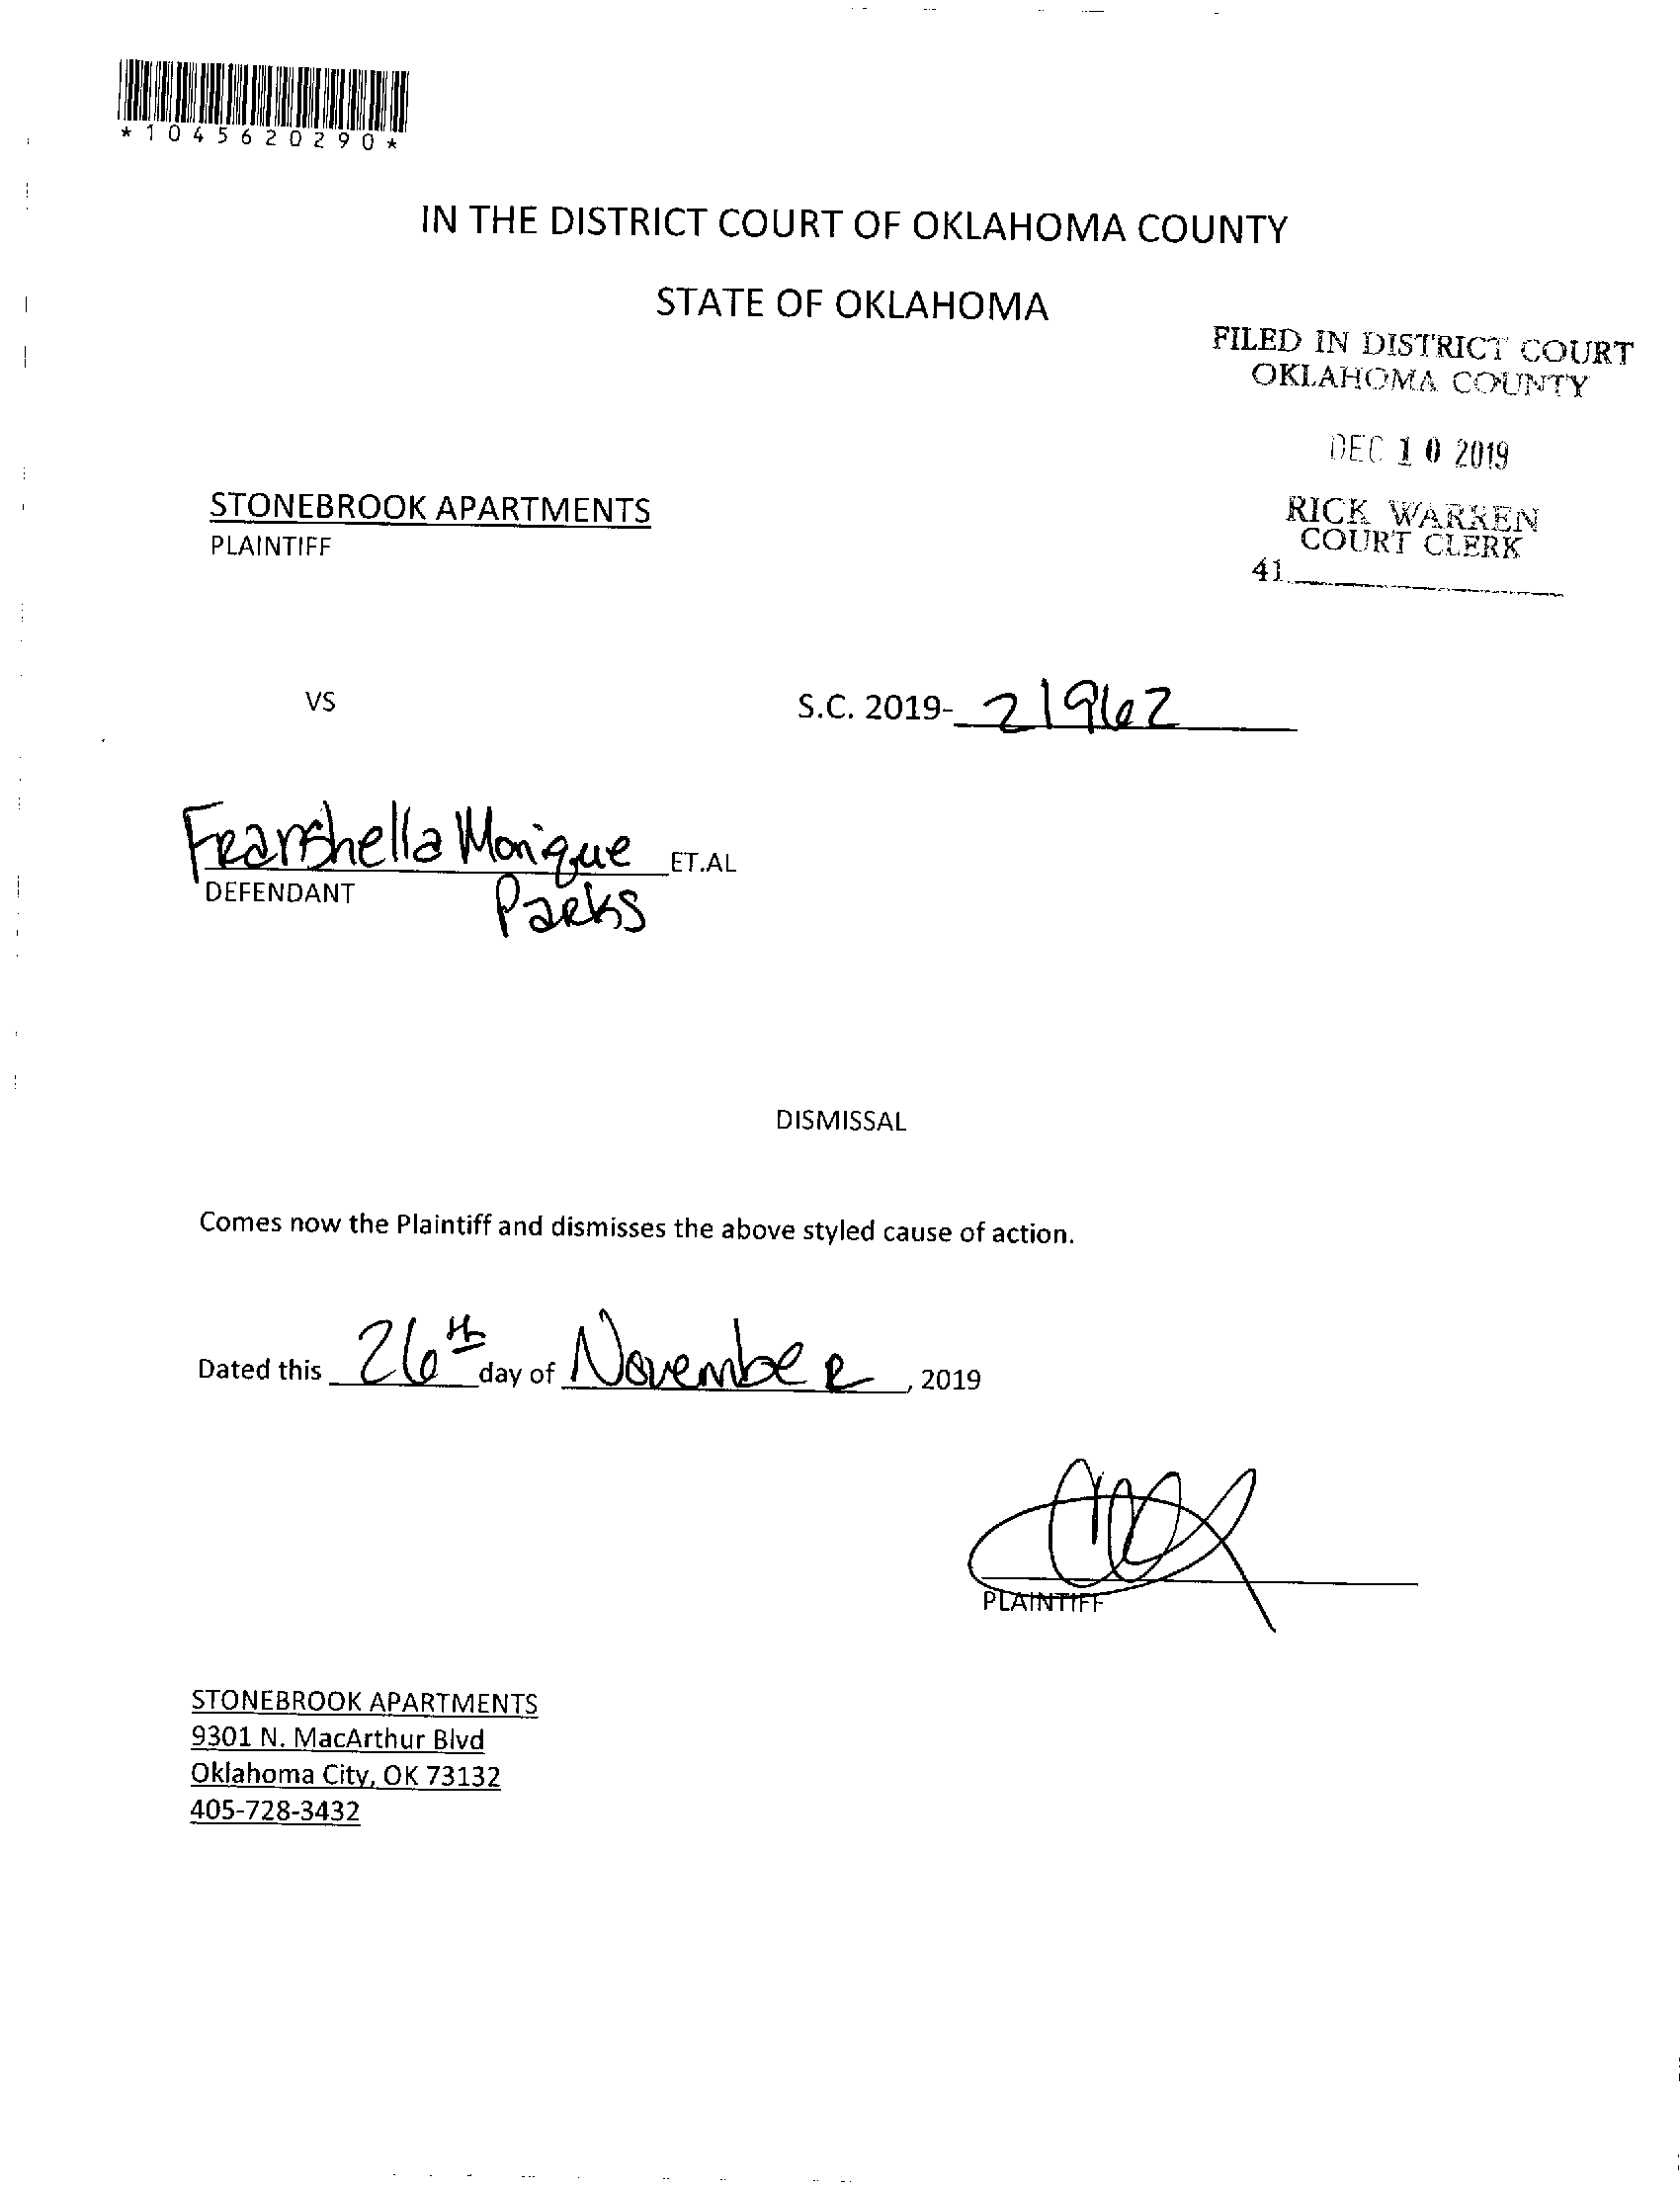 *1045620290*
IN THE DISTRICT COURT OF OKLAHOMA COUNTY
STATE OF OKLAHOMA
FILED IN DISTRICT COURT
OKLAHOMA COUNTY
DEC 10 2019
RICK WARREN
COURT CLERK
41
STONEBROOK APARTMENTS
PLAINTIFF
VS
S.C. 2019- 21962
Monique ET.AL
DEFENDANT
Parks
DISMISSAL
Comes now the Plaintiff and dismisses the above styled cause of action.
Dated this 26th day of November, 2019
PLAINTIFF
STONEBROOK APARTMENTS
9301 N. MacArthur Blvd
Oklahoma City, OK 73132
405-728-3432